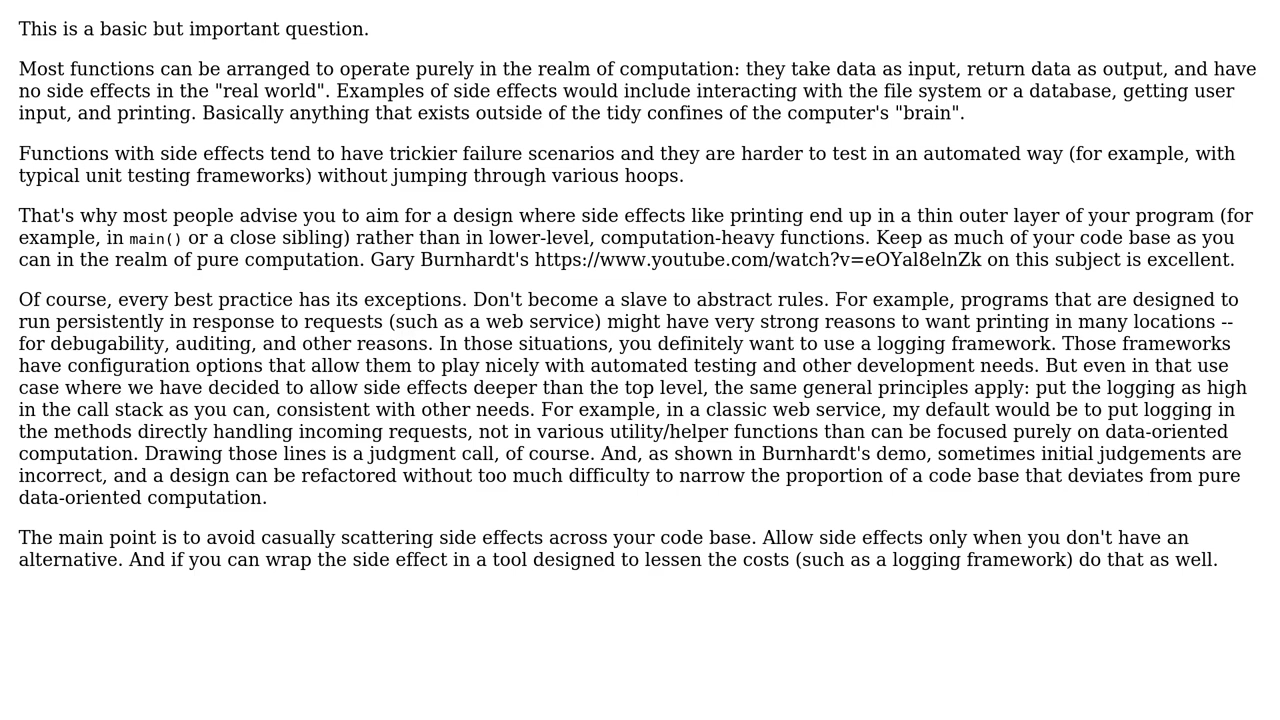 This is a basic but important question.
Most functions can be arranged to operate purely in the realm of computation: they take data as input, return data as output, and have
no side effects in the "real world". Examples of side effects would include interacting with the file system or a database, getting user
input, and printing. Basically anything that exists outside of the tidy confines of the computer's "brain".
Functions with side effects tend to have trickier failure scenarios and they are harder to test in an automated way (for example, with
typical unit testing frameworks) without jumping through various hoops.
That's why most people advise you to aim for a design where side effects like printing end up in a thin outer layer of your program (for
example, in main() or a close sibling) rather than in lower-level, computation-heavy functions. Keep as much of your code base as you
can in the realm of pure computation. Gary Burnhardt's https://www.youtube.com/watch?v=eOYal8elnZk on this subject is excellent.
Of course, every best practice has its exceptions. Don't become a slave to abstract rules. For example, programs that are designed to
run persistently in response to requests (such as a web service) might have very strong reasons to want printing in many locations --
for debugability, auditing, and other reasons. In those situations, you definitely want to use a logging framework. Those frameworks
have configuration options that allow them to play nicely with automated testing and other development needs. But even in that use
case where we have decided to allow side effects deeper than the top level, the same general principles apply: put the logging as high
in the call stack as you can, consistent with other needs. For example, in a classic web service, my default would be to put logging in
the methods directly handling incoming requests, not in various utility/helper functions than can be focused purely on data-oriented
computation. Drawing those lines is a judgment call, of course. And, as shown in Burnhardt's demo, sometimes initial judgements are
incorrect, and a design can be refactored without too much difficulty to narrow the proportion of a code base that deviates from pure
data-oriented computation.
The main point is to avoid casually scattering side effects across your code base. Allow side effects only when you don't have an
alternative. And if you can wrap the side effect in a tool designed to lessen the costs (such as a logging framework) do that as well.